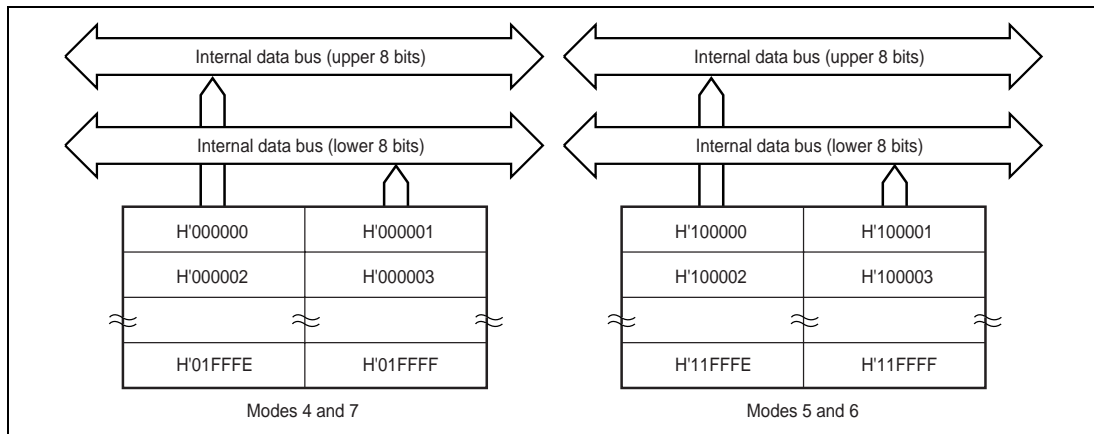 Internal data bus (upper 8 bits)
Internal data bus (lower 8 bits)
H'000000 H'000001
H'000002 H'000003
H'01FFFE H'01FFFF
Modes 4 and 7
Internal data bus (upper 8 bits)
Internal data bus (lower 8 bits)
H'100000 H'100001
H'100002 H'100003
H'11FFFE H'11FFFF
Modes 5 and 6